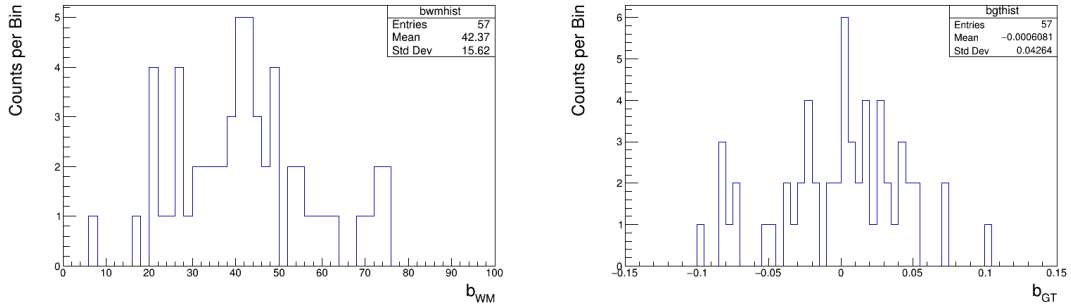 Counts per Bin
bwmhist
Entries 57
Mean 42.37
Std Dev 15.62
5
4
3
2
1
0
0 10 20 30 40 50 60 70 80 90 100
b_WM
Counts per Bin
bgthist
Entries 57
Mean −0.0006081
Std Dev 0.04264
6
5
4
3
2
1
0
−0.15 −0.1 −0.05 0 0.05 0.1 0.15
b_GT